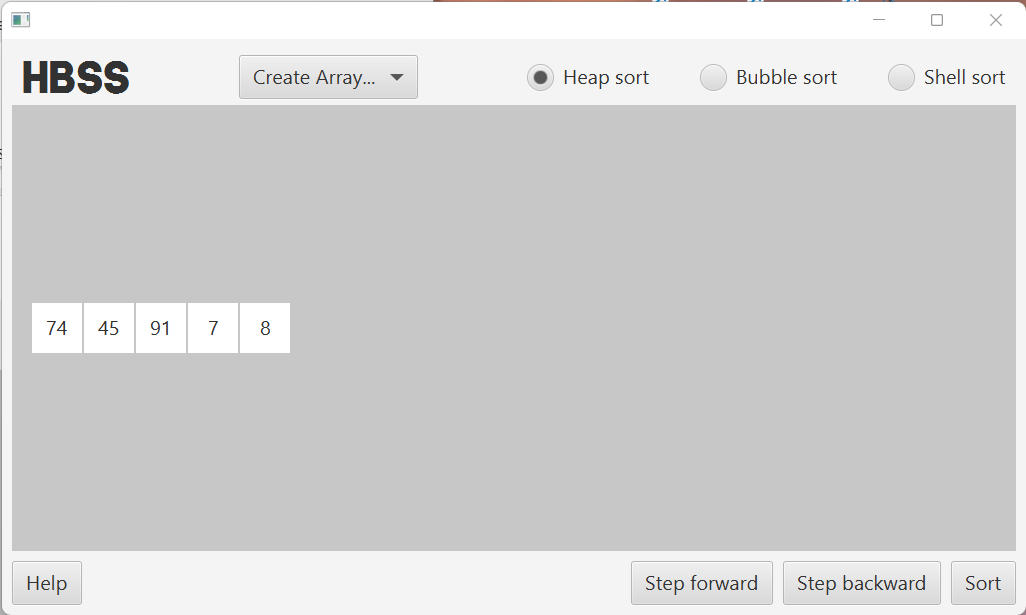 HBSS Create Array... Heap sort Bubble sort Shell sort
74 45 91 7 8
Help Step forward Step backward Sort